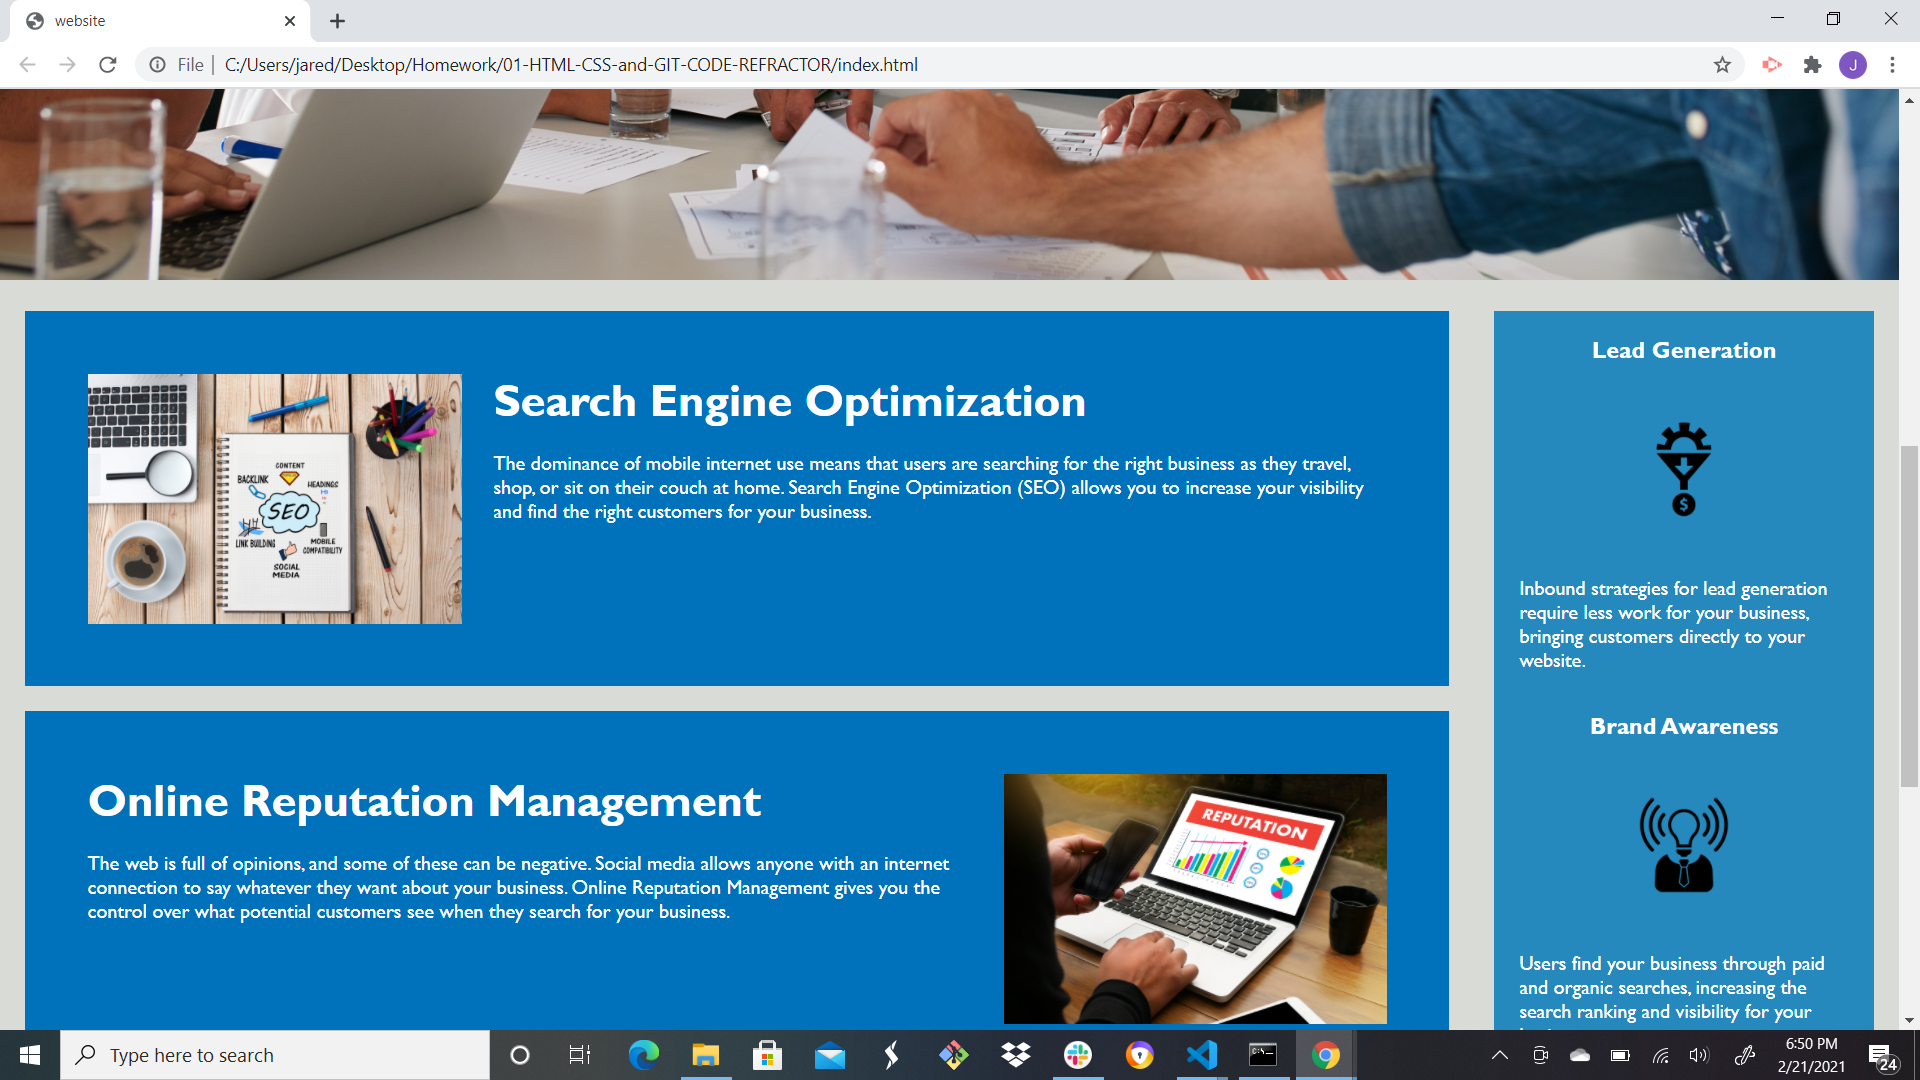 website
File
C:/Users/jared/Desktop/Homework/01-HTML-CSS-and-GIT-CODE-REFRACTOR/index.html
J
CONTENT
BACKLINK
HEADINGS
SEO
LINK BUILDING
MOBILE
COMPATIBILITY
SOCIAL
MEDIA
Search Engine Optimization
The dominance of mobile internet use means that users are searching for the right business as they travel,
shop, or sit on their couch at home. Search Engine Optimization (SEO) allows you to increase your visibility
and find the right customers for your business.
Online Reputation Management
The web is full of opinions, and some of these can be negative. Social media allows anyone with an internet
connection to say whatever they want about your business. Online Reputation Management gives you the
control over what potential customers see when they search for your business.
REPUTATION
Lead Generation
$
Inbound strategies for lead generation
require less work for your business,
bringing customers directly to your
website.
Brand Awareness
Users find your business through paid
and organic searches, increasing the
search ranking and visibility for your
Type here to search
6:50 PM
2/21/2021
24